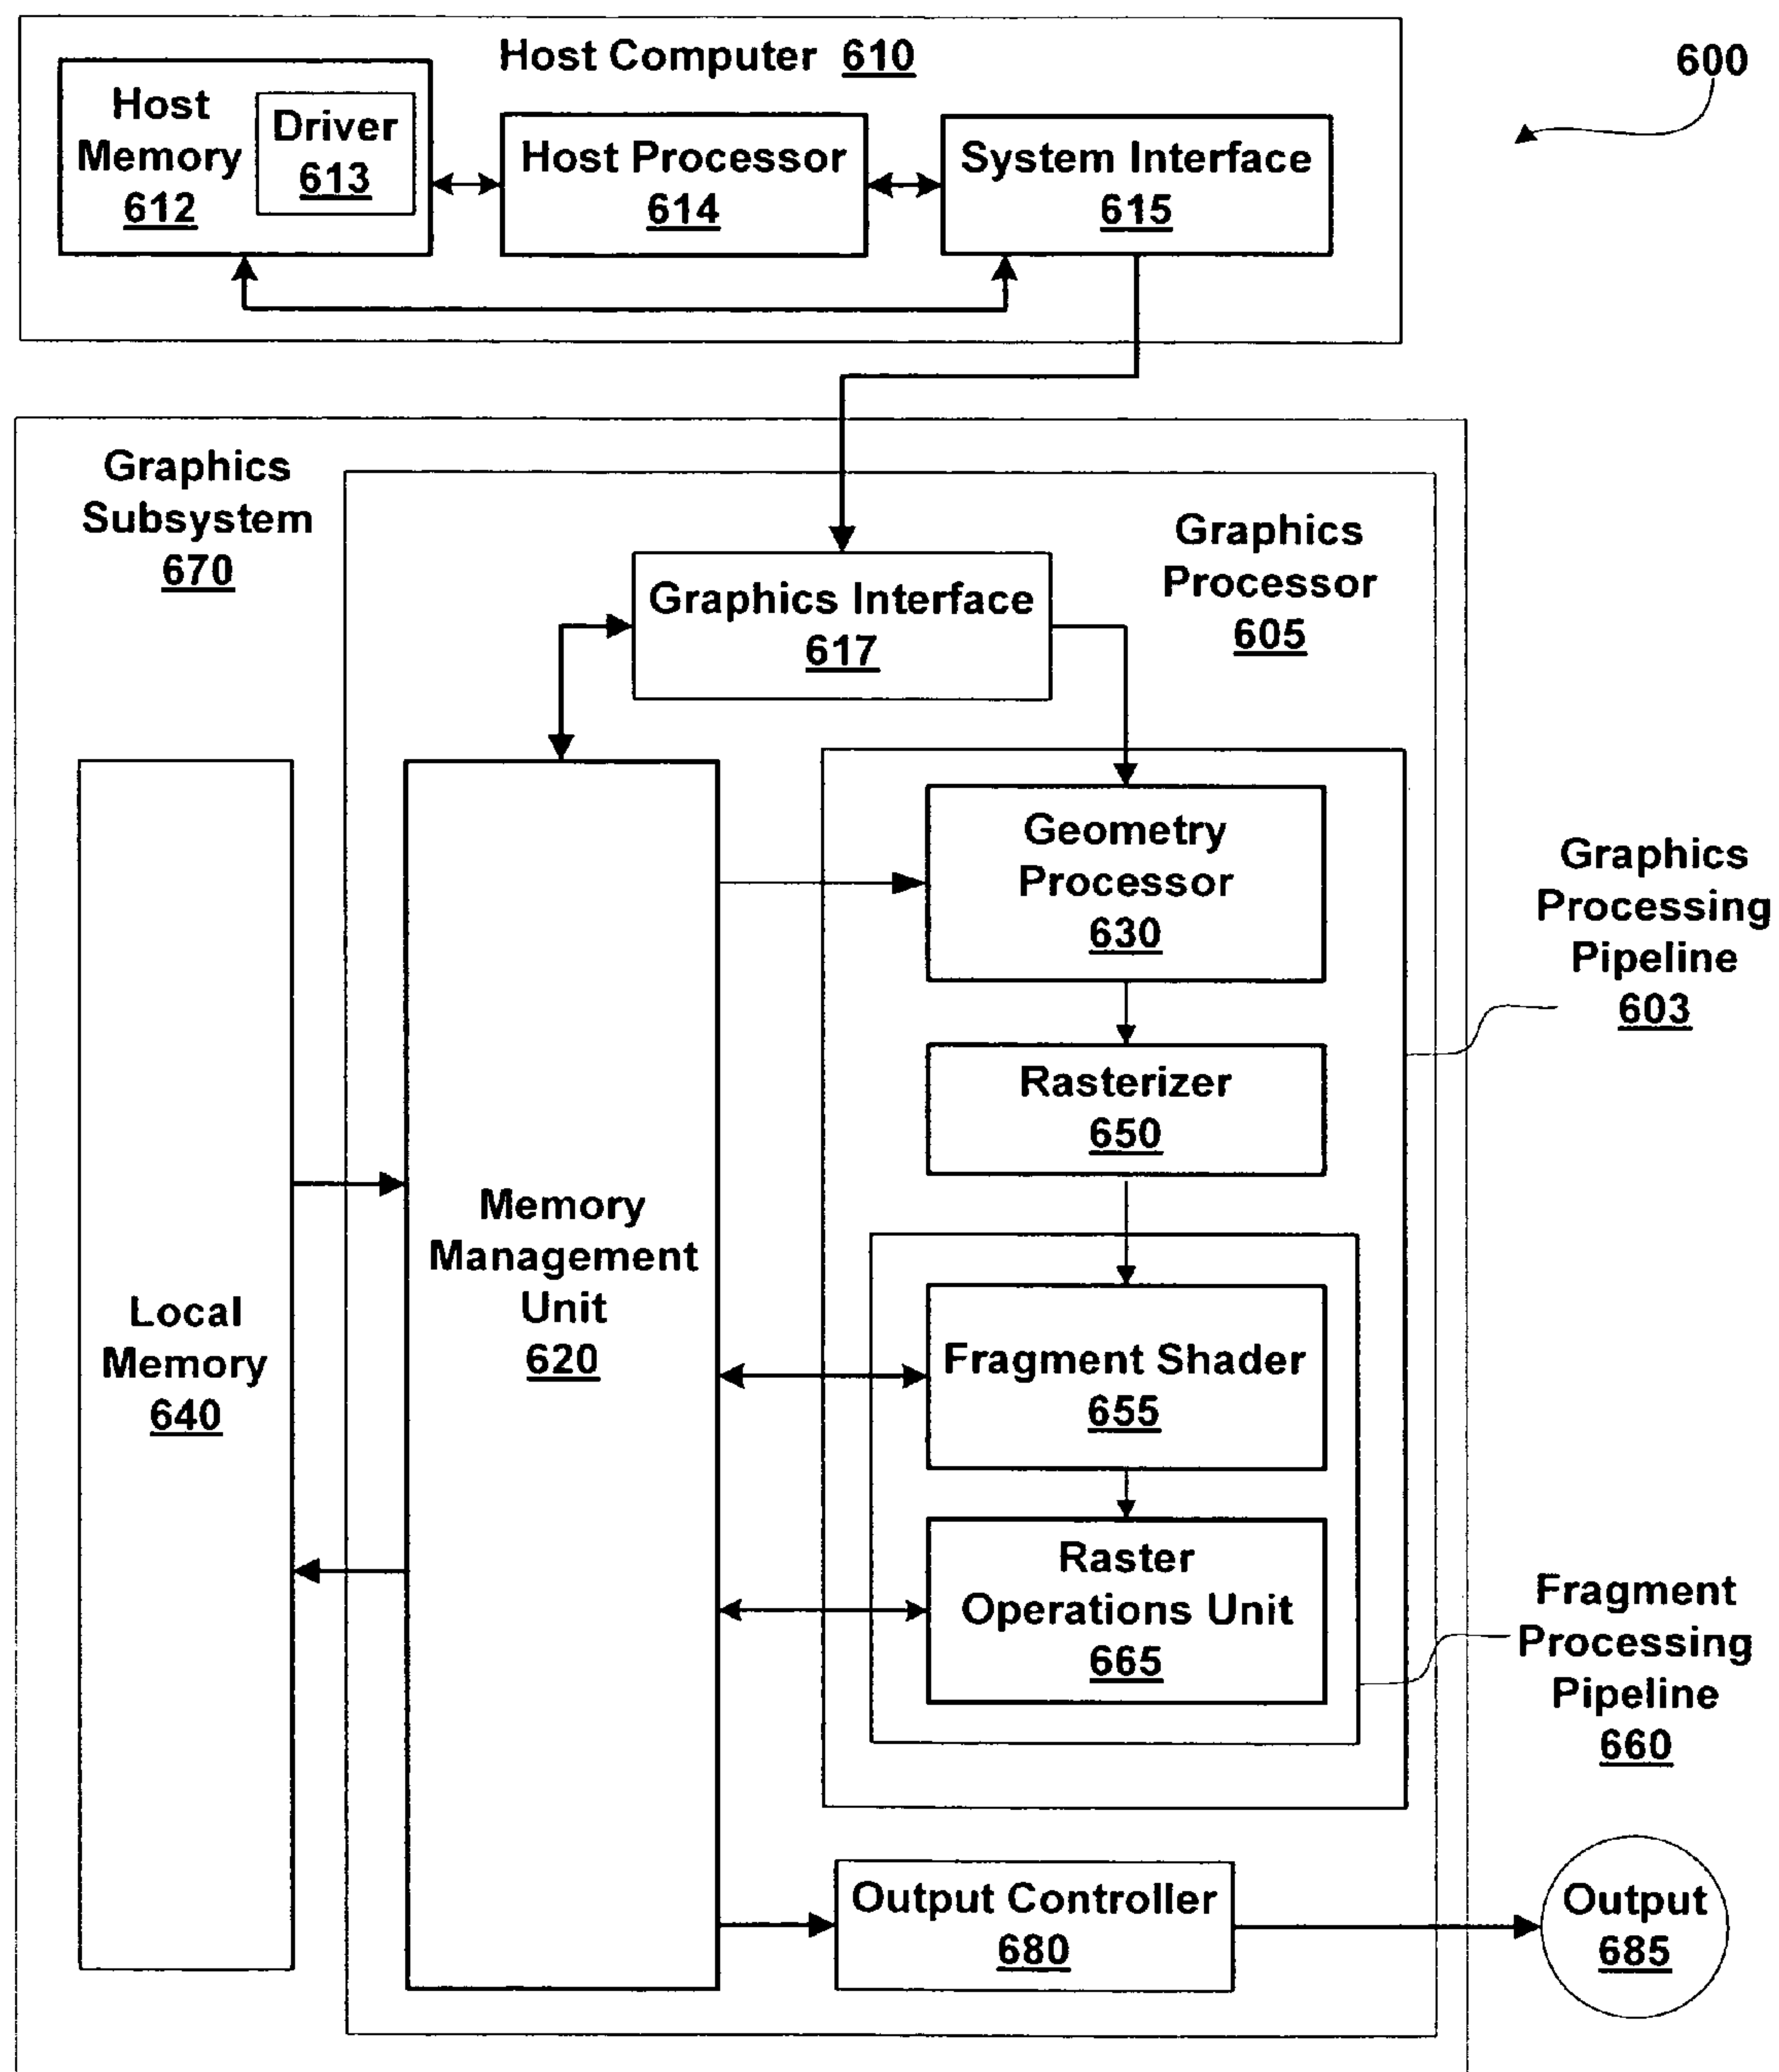 Host Computer 610
600
Host
Memory
612
Driver
613
Host Processor
614
System Interface
615
Graphics
Subsystem
670
Graphics
Processor
605
Graphics Interface
617
Geometry
Processor
630
Graphics
Processing
Pipeline
603
Rasterizer
650
Memory
Management
Unit
620
Local
Memory
640
Fragment Shader
655
Raster
Operations Unit
665
Fragment
Processing
Pipeline
660
Output Controller
680
Output
685